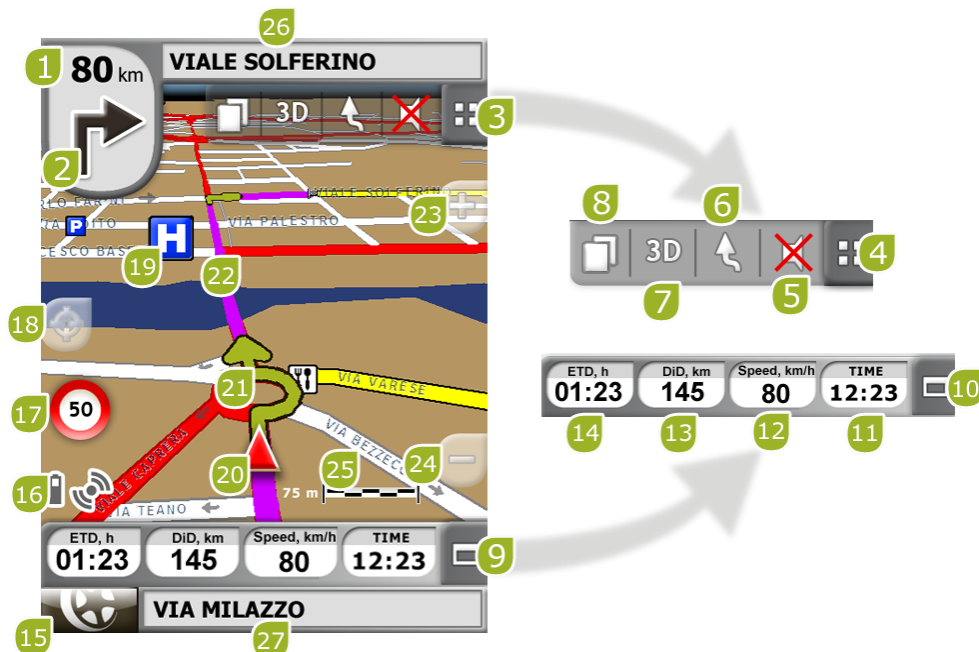 26
1
80 km
VIALE SOLFERINO
3D
3
2
VIALE SOLFERINO
23
P
VIA PALESTRO
H
19
22
8
6
3D
4
7
5
18
21
VIA VARESE
17
50
ETD, h
DiD, km
Speed, km/h
TIME
01:23
145
80
12:23
10
14
13
12
11
VIALE CAPRERA
20
25
24
VIA BEZZECC
16
75 m
VIA TEANO
ETD, h
DiD, km
Speed, km/h
TIME
01:23
145
80
12:23
9
15
VIA MILAZZO
27